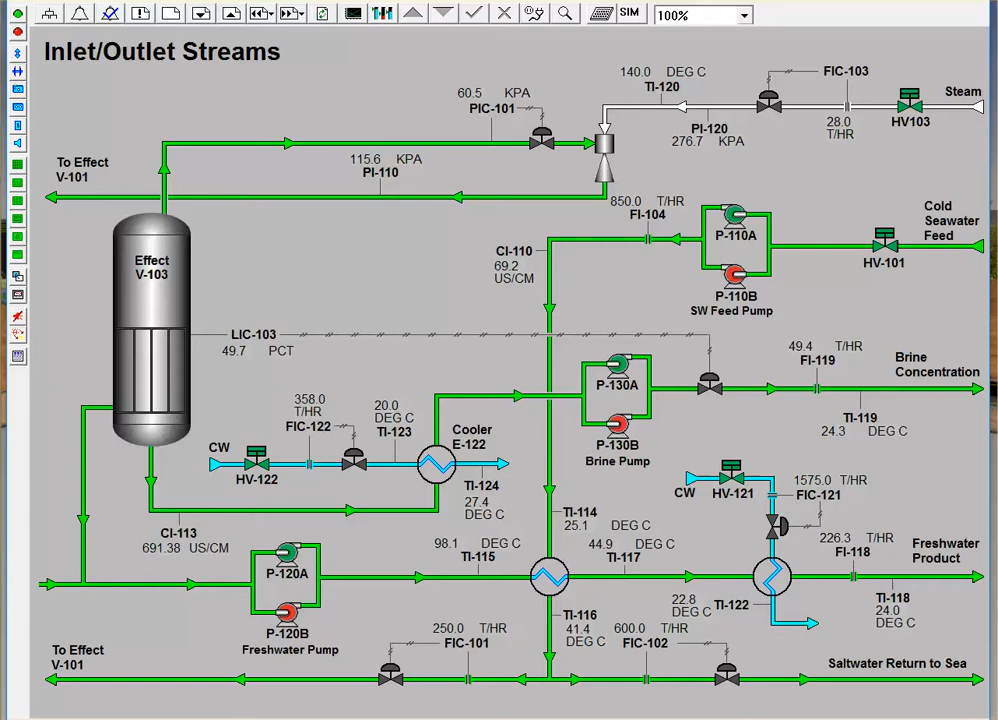 SIM
100%
Inlet/Outlet Streams
60.5 KPA
PIC-101
140.0 DEG C
TI-120
FIC-103
Steam
HV103
28.0
T/HR
PI-120
276.7 KPA
To Effect
V-101
115.6 KPA
PI-110
850.0 T/HR
FI-104
Cold
Seawater
Feed
P-110A
HV-101
CI-110
69.2
US/CM
P-110B
SW Feed Pump
Effect
V-103
LIC-103
49.7 PCT
49.4 T/HR
FI-119
Brine
Concentration
P-130A
TI-119
24.3 DEG C
P-130B
Brine Pump
358.0
T/HR
FIC-122
20.0
DEG C
TI-123
Cooler
E-122
CW
HV-122
TI-124
27.4
DEG C
CW
HV-121
1575.0 T/HR
FIC-121
CI-113
691.38 US/CM
TI-114
25.1 DEG C
98.1 DEG C
TI-115
44.9 DEG C
TI-117
226.3 T/HR
FI-118
Freshwater
Product
P-120A
P-120B
Freshwater Pump
TI-116
41.4
DEG C
22.8
DEG C
TI-122
TI-118
24.0
DEG C
To Effect
V-101
250.0 T/HR
FIC-101
600.0 T/HR
FIC-102
Saltwater Return to Sea